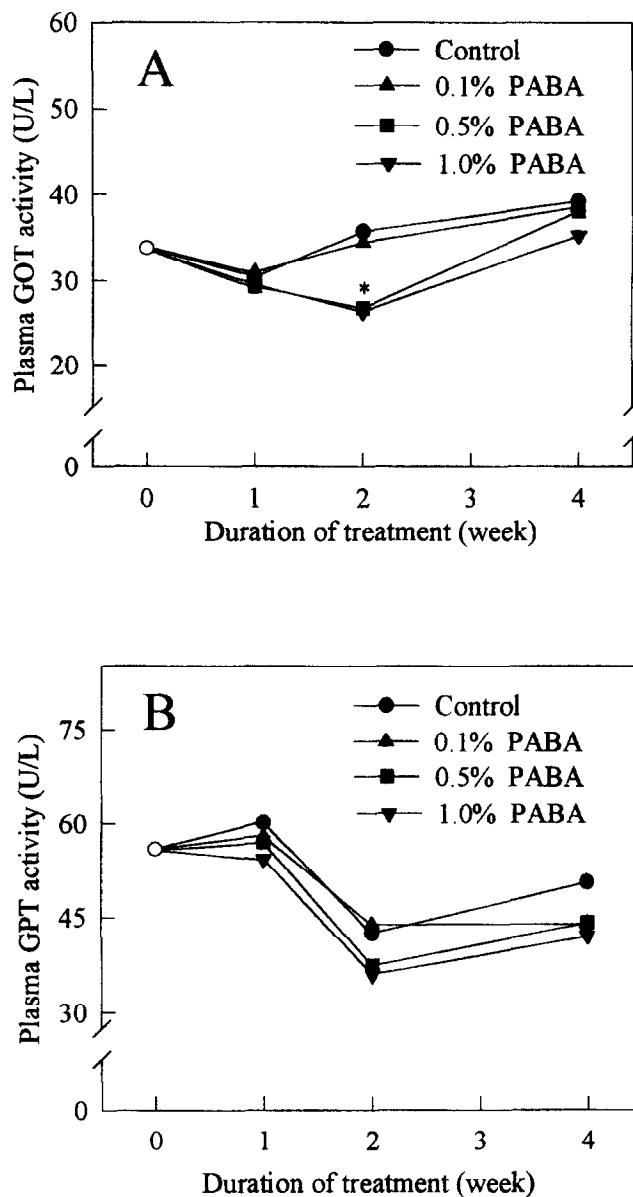 A
Control
0.1% PABA
0.5% PABA
1.0% PABA
Plasma GOT activity (U/L)
60
50
40
30
20
0
*
0 1 2 3 4
Duration of treatment (week)
B
Control
0.1% PABA
0.5% PABA
1.0% PABA
Plasma GPT activity (U/L)
75
60
45
30
0
0 1 2 3 4
Duration of treatment (week)